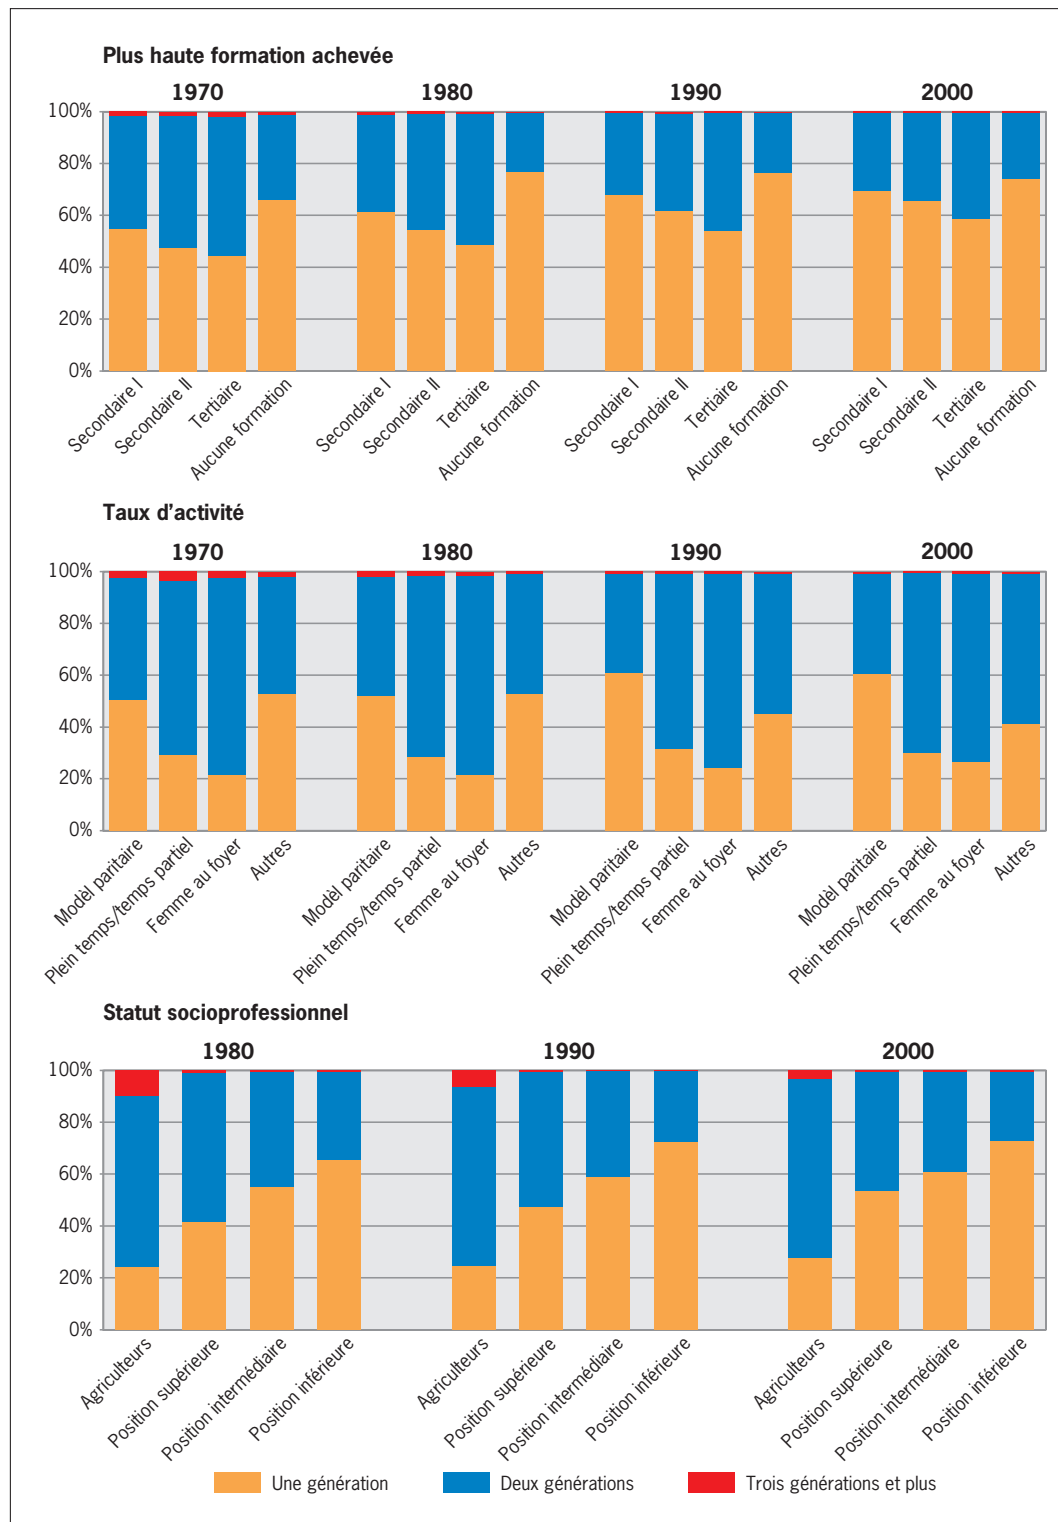 Plus haute formation achevée
1970 1980 1990 2000
100%
80%
60%
40%
20%
0%
Secondaire I Secondaire II Tertiaire Aucune formation Secondaire I Secondaire II Tertiaire Aucune formation Secondaire I Secondaire II Tertiaire Aucune formation Secondaire I Secondaire II Tertiaire Aucune formation
Taux d'activité
1970 1980 1990 2000
100%
80%
60%
40%
20%
0%
Modèl paritaire Plein temps/temps partiel Femme au foyer Autres Modèl paritaire Plein temps/temps partiel Femme au foyer Autres Modèl paritaire Plein temps/temps partiel Femme au foyer Autres Modèl paritaire Plein temps/temps partiel Femme au foyer Autres
Statut socioprofessionnel
1980 1990 2000
100%
80%
60%
40%
20%
0%
Agriculteurs Position supérieure Position intermédiaire Position inférieure Agriculteurs Position supérieure Position intermédiaire Position inférieure Agriculteurs Position supérieure Position intermédiaire Position inférieure
Une génération Deux générations Trois générations et plus